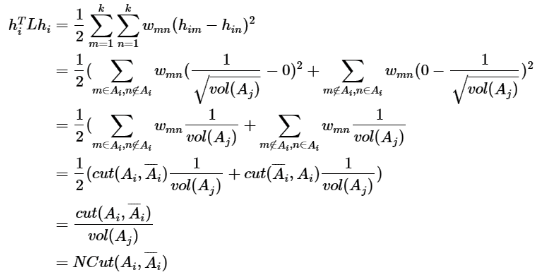 $h_i^T L h_i = \frac{1}{2} \sum_{m=1}^{k} \sum_{n=1}^{k} w_{mn}(h_{im} - h_{in})^2$
$= \frac{1}{2}( \sum_{m \in A_i, n \notin A_i} w_{mn}(\frac{1}{\sqrt{vol(A_j)}} - 0)^2 + \sum_{m \notin A_i, n \in A_i} w_{mn}(0 - \frac{1}{\sqrt{vol(A_j)}})^2$
$= \frac{1}{2}( \sum_{m \in A_i, n \notin A_i} w_{mn} \frac{1}{vol(A_j)} + \sum_{m \notin A_i, n \in A_i} w_{mn} \frac{1}{vol(A_j)}$
$= \frac{1}{2}(cut(A_i, \overline{A}_i) \frac{1}{vol(A_j)} + cut(\overline{A}_i, A_i) \frac{1}{vol(A_j)})$
$= \frac{cut(A_i, \overline{A}_i)}{vol(A_j)}$
$= NCut(A_i, \overline{A}_i)$